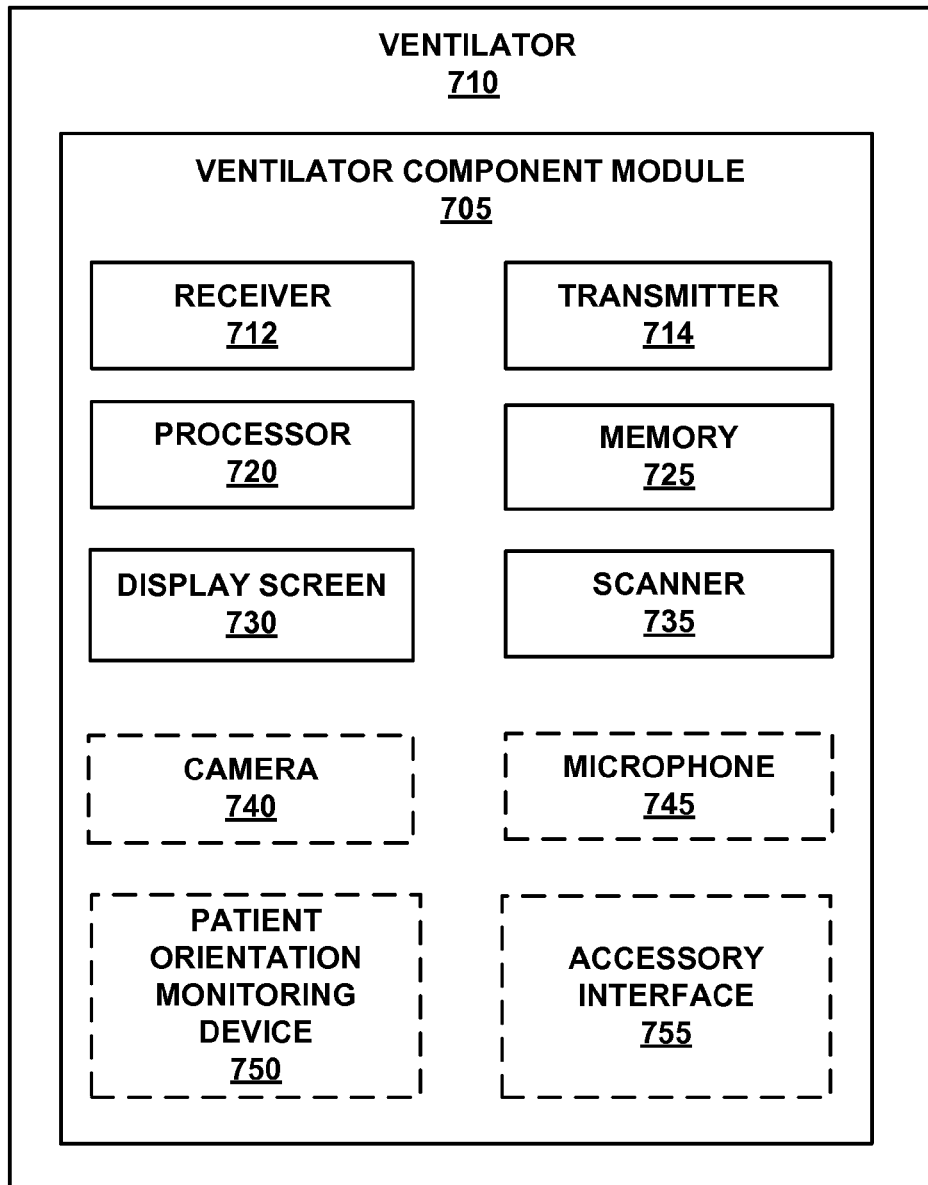 VENTILATOR
710
VENTILATOR COMPONENT MODULE
705
RECEIVER
712
TRANSMITTER
714
PROCESSOR
720
MEMORY
725
DISPLAY SCREEN
730
SCANNER
735
CAMERA
740
MICROPHONE
745
PATIENT
ORIENTATION
MONITORING
DEVICE
750
ACCESSORY
INTERFACE
755